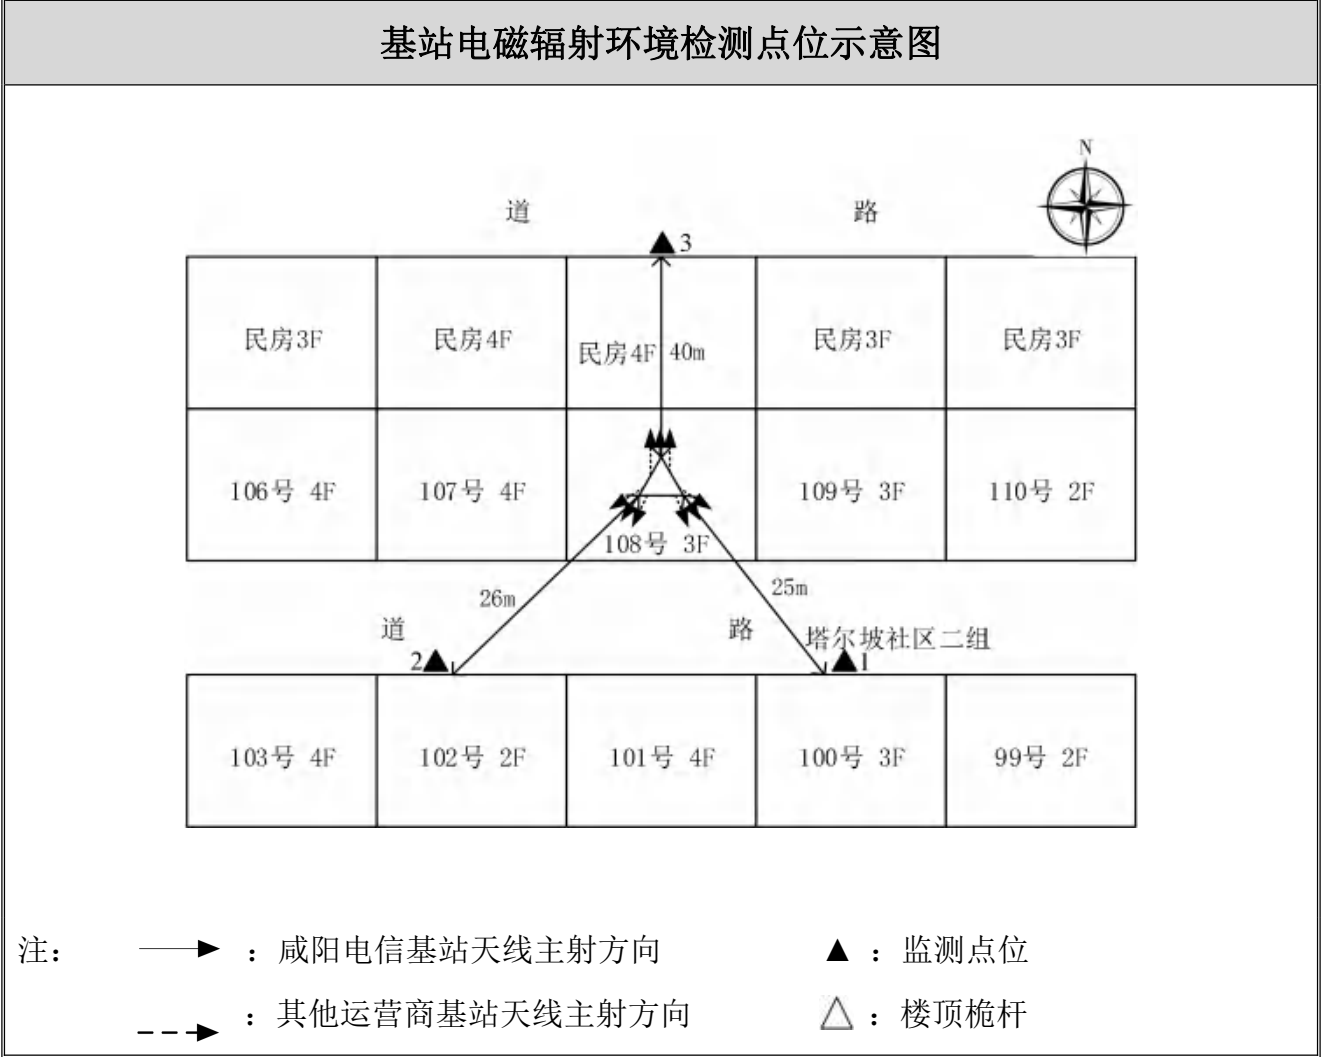 基站电磁辐射环境检测点位示意图
N
道 路
3
民房3F 民房4F 民房4F 40m 民房3F 民房3F
106号 4F 107号 4F 109号 3F 110号 2F
108号 3F
26m 25m
道 路 塔尔坡社区二组
2 1
103号 4F 102号 2F 101号 4F 100号 3F 99号 2F
注： ：咸阳电信基站天线主射方向 ：监测点位
：其他运营商基站天线主射方向 ：楼顶桅杆